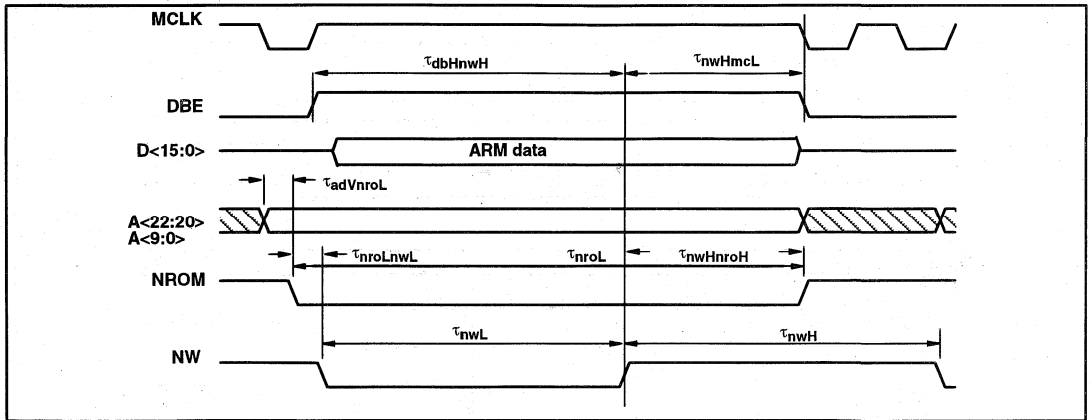 MCLK
τdbHnwH τnwHmcL
DBE
D<15:0> ARM data
τadVnroL
A<22:20>
A<9:0>
τnroLnwL τnroL τnwHnroH
NROM
τnwL τnwH
NW